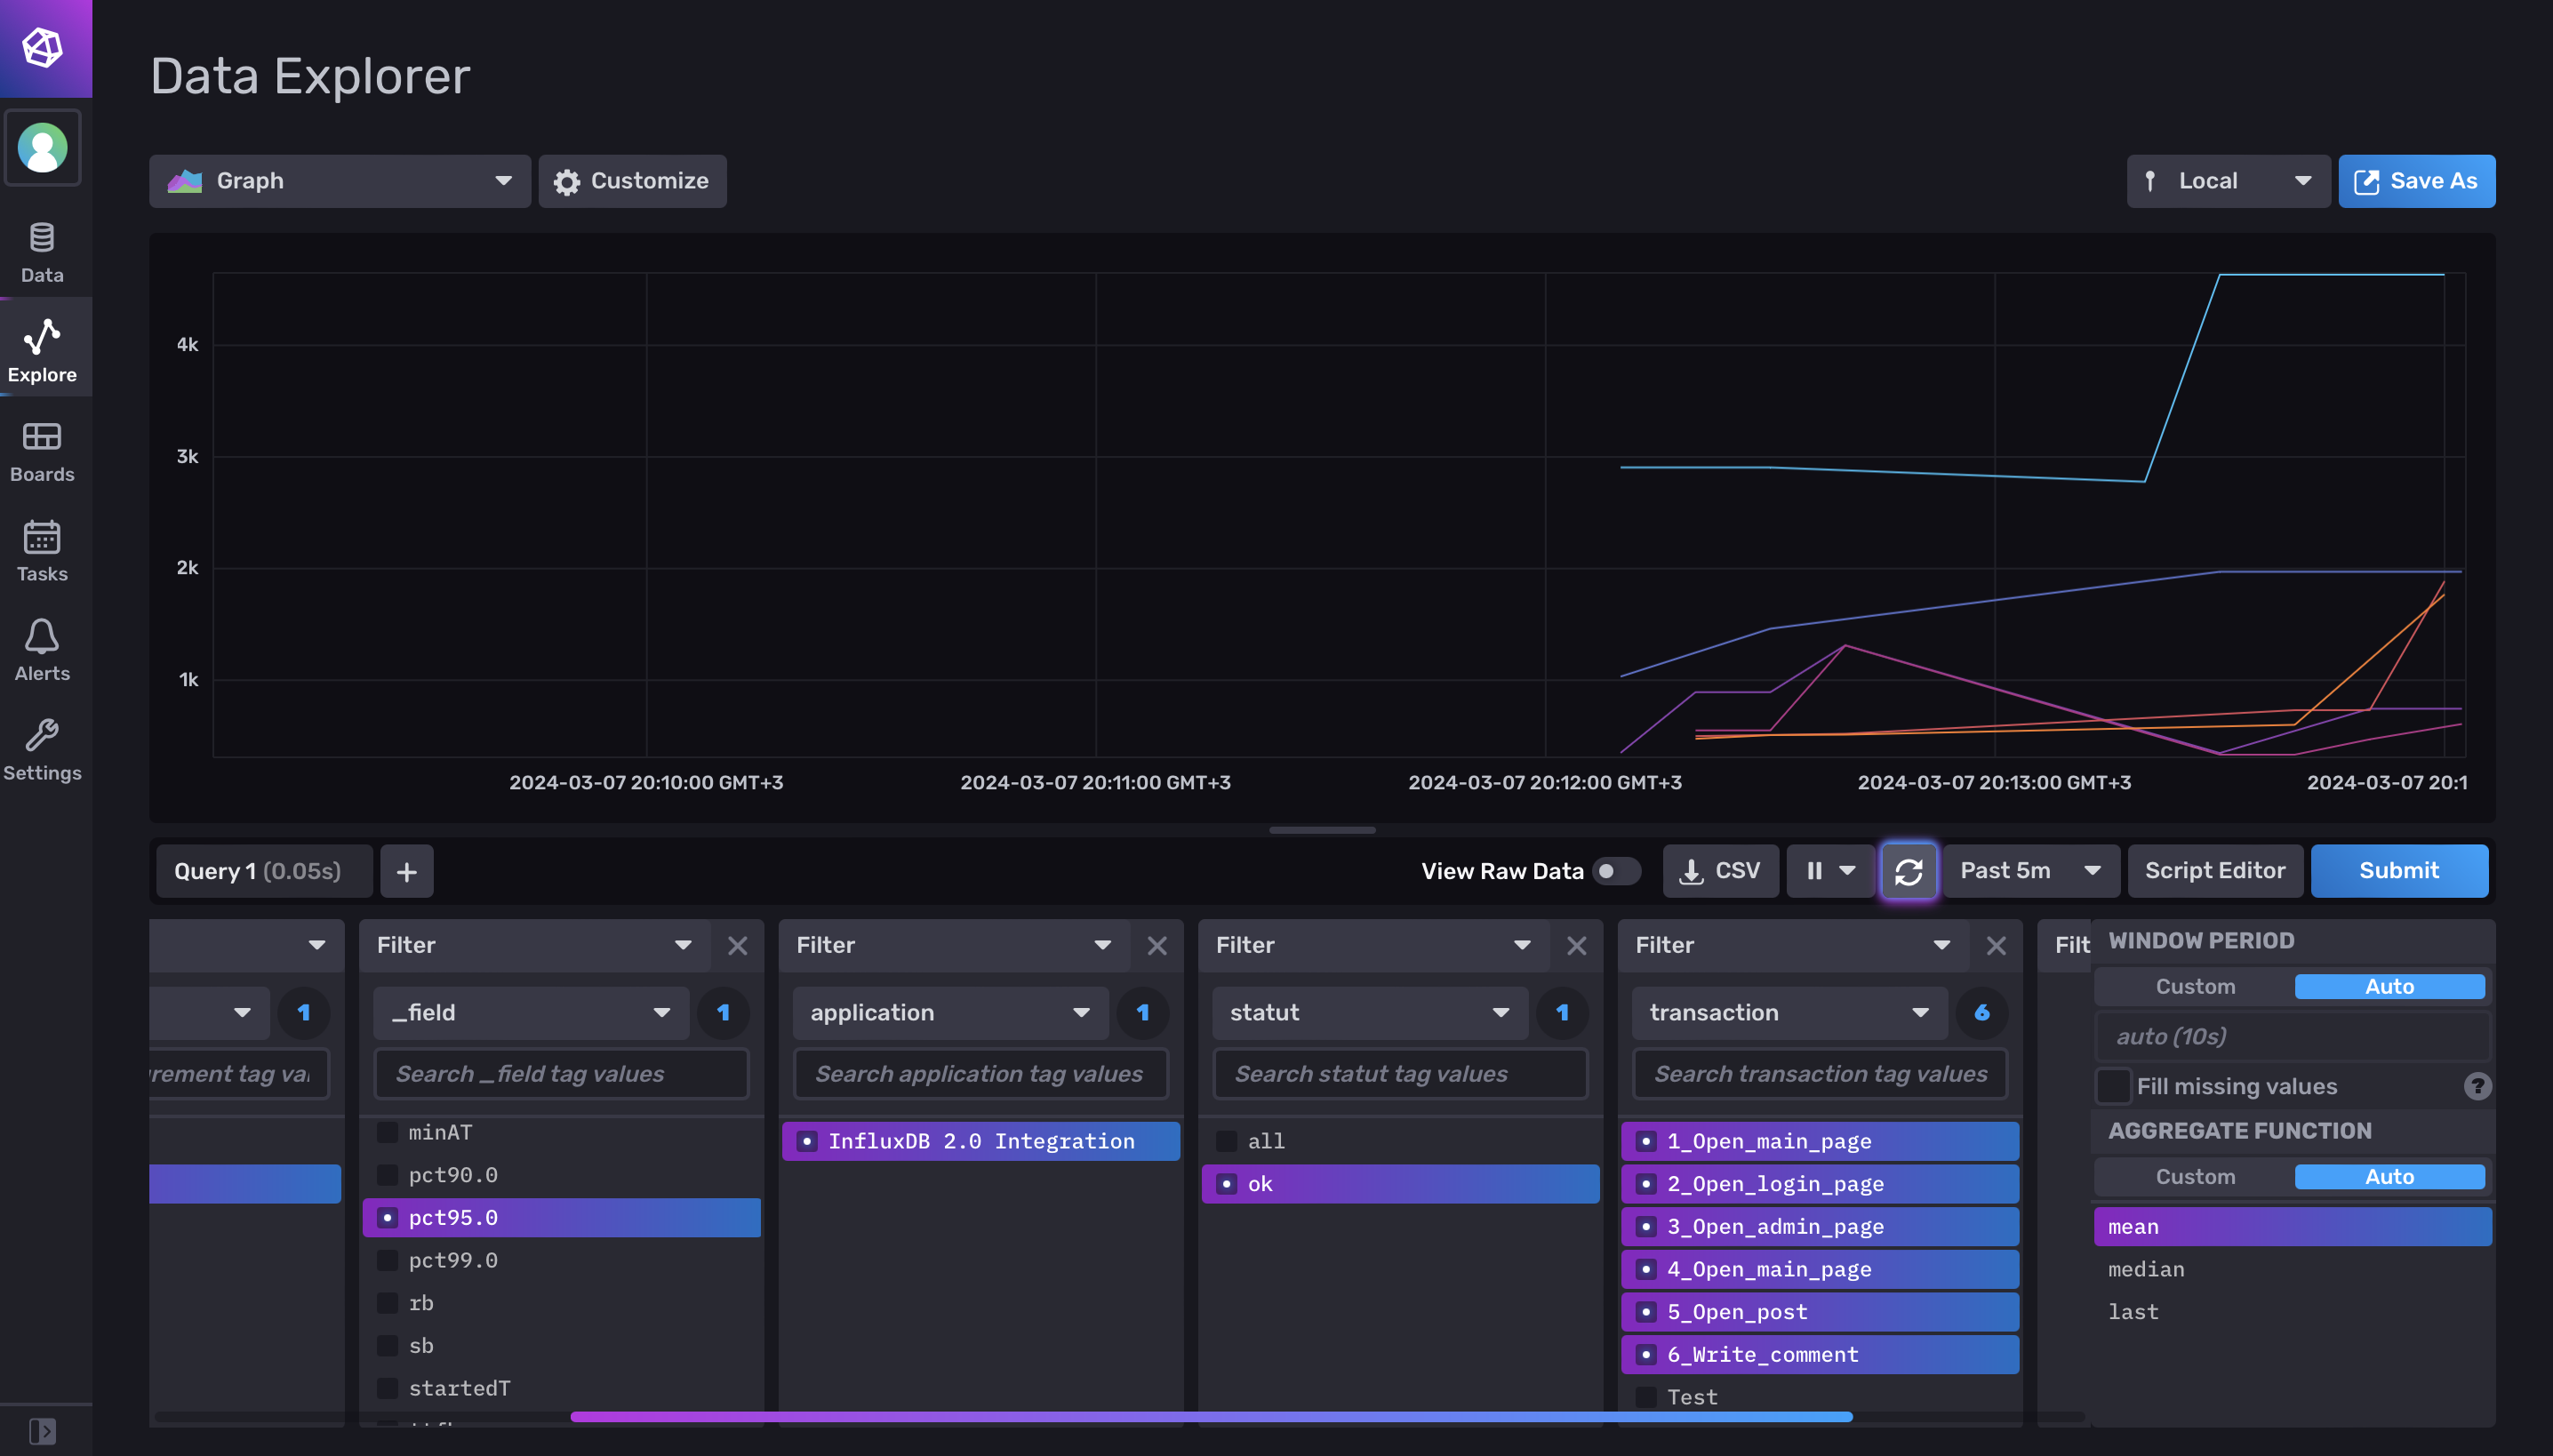 Data Explorer
Graph
Customize
Local
Save As
Data
Explore
Boards
Tasks
Alerts
Settings
4k
3k
2k
1k
2024-03-07 20:10:00 GMT+3
2024-03-07 20:11:00 GMT+3
2024-03-07 20:12:00 GMT+3
2024-03-07 20:13:00 GMT+3
2024-03-07 20:1
Query 1 (0.05s)
+
View Raw Data
CSV
Past 5m
Script Editor
Submit
Filter
Filter
Filter
Filter
Filt
1
_field
1
application
1
statut
1
transaction
6
rement tag val
Search _field tag values
Search application tag values
Search statut tag values
Search transaction tag values
minAT
pct90.0
pct95.0
pct99.0
rb
sb
startedT
InfluxDB 2.0 Integration
all
ok
1_Open_main_page
2_Open_login_page
3_Open_admin_page
4_Open_main_page
5_Open_post
6_Write_comment
Test
WINDOW PERIOD
Custom
Auto
auto (10s)
Fill missing values
?
AGGREGATE FUNCTION
Custom
Auto
mean
median
last